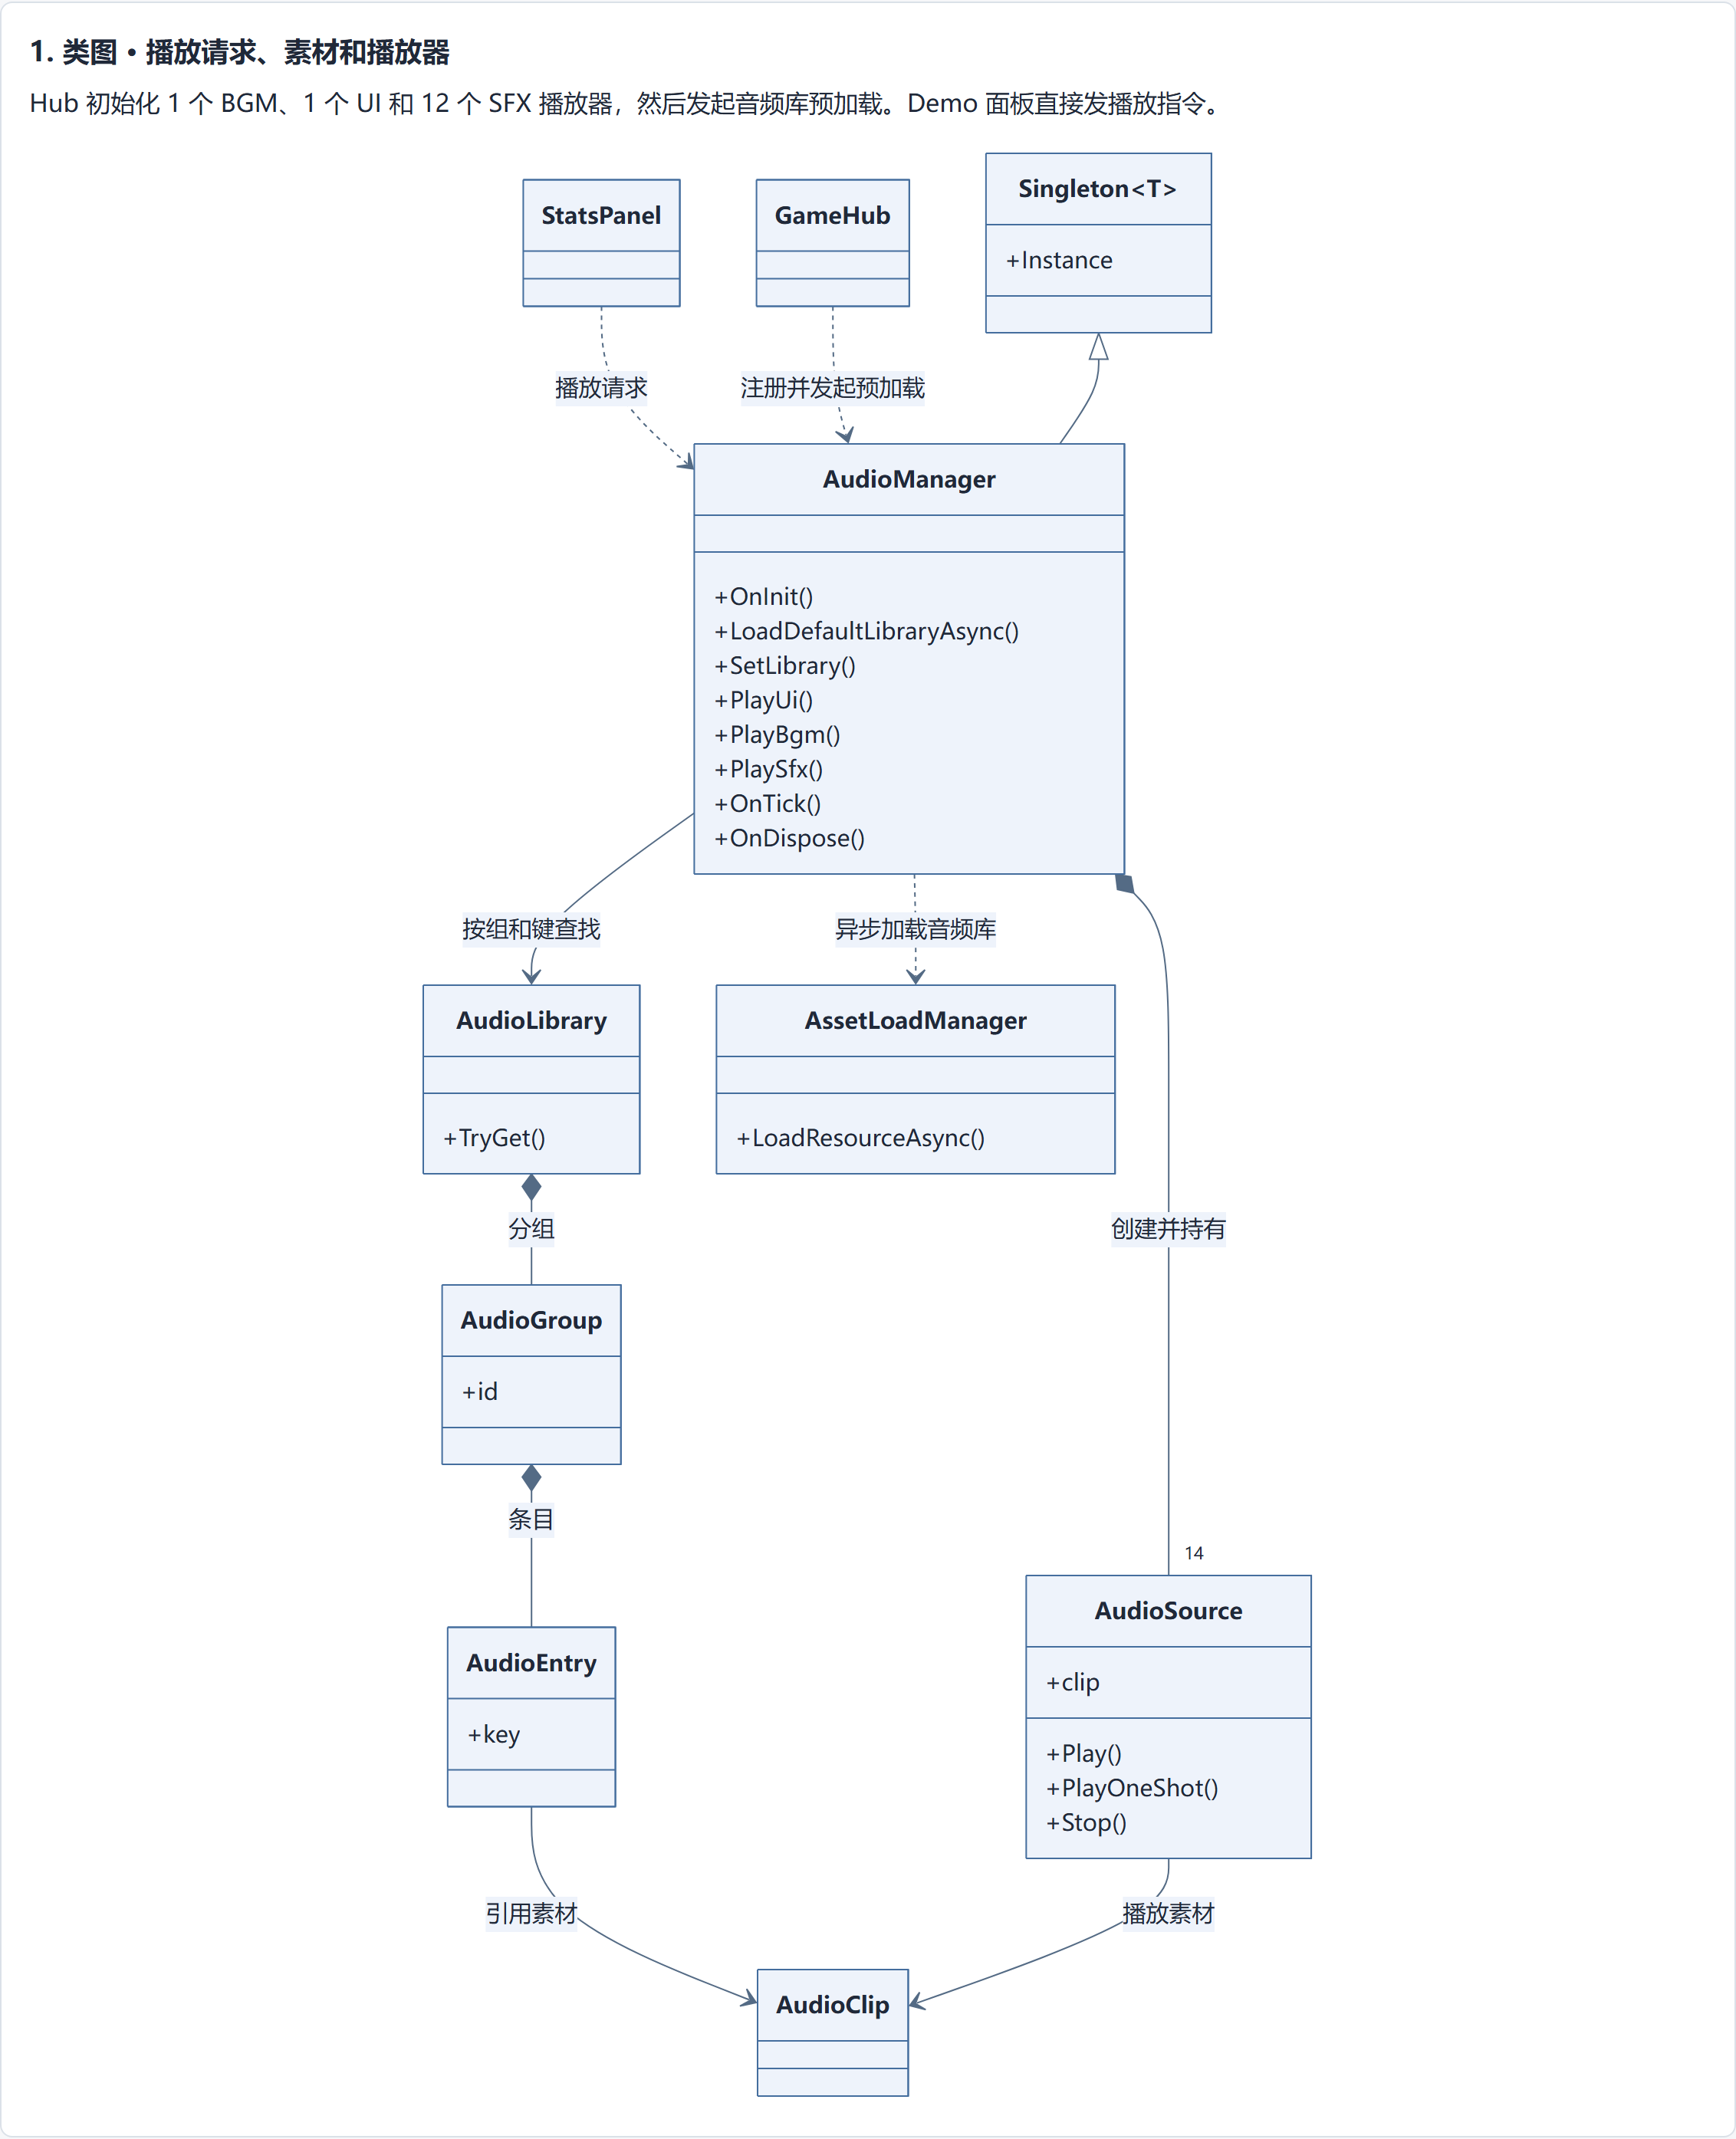 1. 类图 • 播放请求、素材和播放器
Hub 初始化 1 个 BGM、1 个 UI 和 12 个 SFX 播放器，然后发起音频库预加载。Demo 面板直接发播放指令。
StatsPanel
GameHub
Singleton<T>
+Instance
播放请求
注册并发起预加载
AudioManager
+OnInit()
+LoadDefaultLibraryAsync()
+SetLibrary()
+PlayUi()
+PlayBgm()
+PlaySfx()
+OnTick()
+OnDispose()
按组和键查找
异步加载音频库
AudioLibrary
+TryGet()
AssetLoadManager
+LoadResourceAsync()
分组
创建并持有
AudioGroup
+id
条目
14
AudioEntry
+key
AudioSource
+clip
+Play()
+PlayOneShot()
+Stop()
引用素材
播放素材
AudioClip